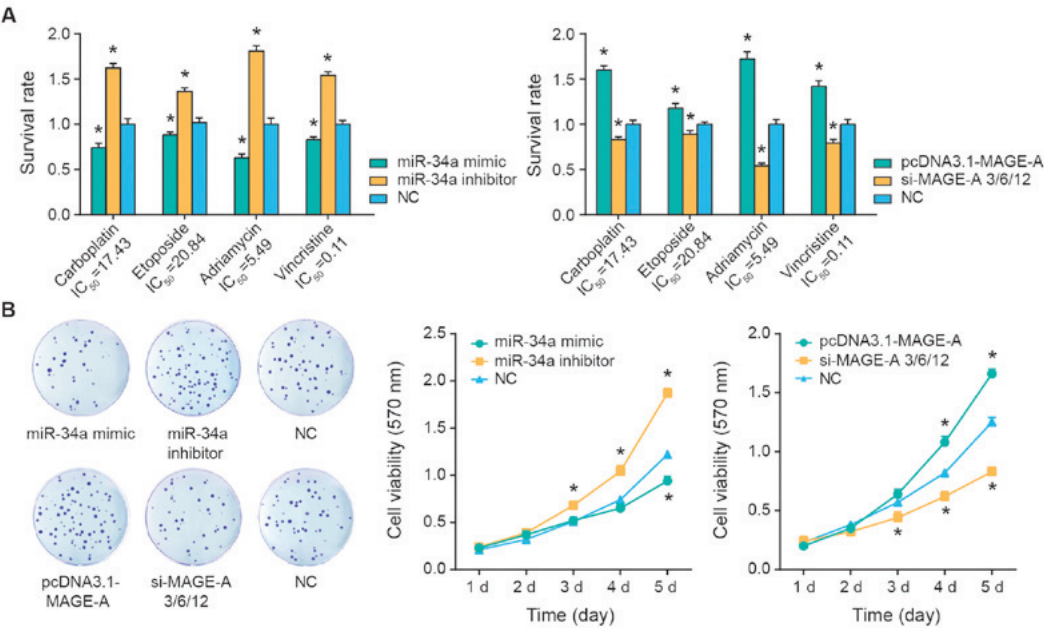 A
Survival rate
2.0
1.5
1.0
0.5
0.0
*
*
*
*
*
*
*
*
miR-34a mimic
miR-34a inhibitor
NC
Carboplatin
IC50=17.43
Etoposide
IC50=20.84
Adriamycin
IC50=5.49
Vincristine
IC50=0.11
Survival rate
2.0
1.5
1.0
0.5
0.0
*
*
*
*
*
*
*
*
pcDNA3.1-MAGE-A
si-MAGE-A 3/6/12
NC
Carboplatin
IC50=17.43
Etoposide
IC50=20.84
Adriamycin
IC50=5.49
Vincristine
IC50=0.11
B
miR-34a mimic
miR-34a
inhibitor
NC
pcDNA3.1-
MAGE-A
si-MAGE-A
3/6/12
NC
Cell viability (570 nm)
2.5
2.0
1.5
1.0
0.5
0.0
miR-34a mimic
miR-34a inhibitor
NC
*
*
*
*
1 d 2 d 3 d 4 d 5 d
Time (day)
Cell viability (570 nm)
2.0
1.5
1.0
0.5
0.0
pcDNA3.1-MAGE-A
si-MAGE-A 3/6/12
NC
*
*
*
*
*
1 d 2 d 3 d 4 d 5 d
Time (day)